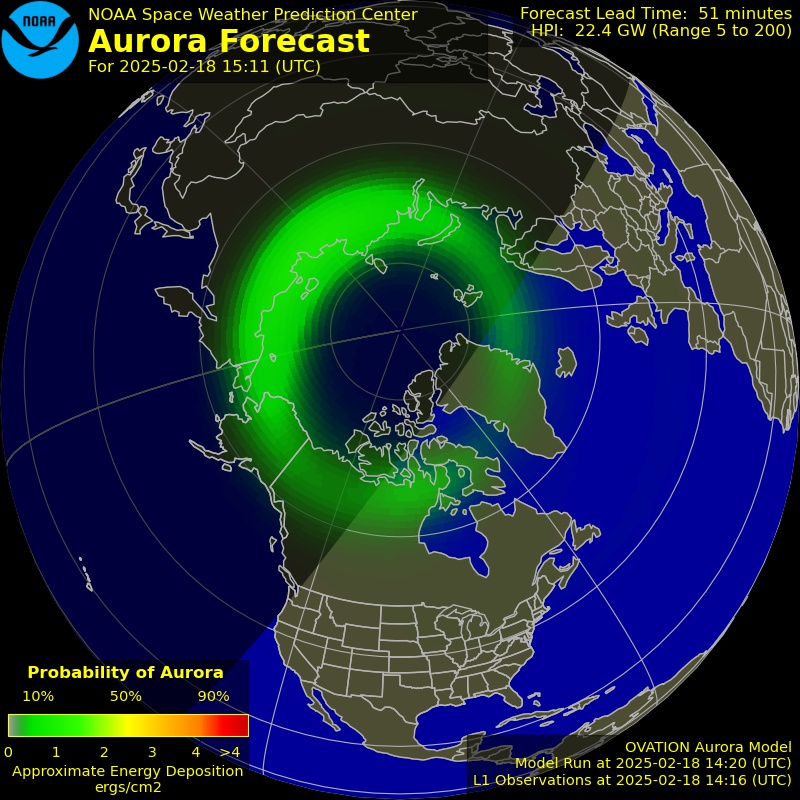 NOAA
NOAA Space Weather Prediction Center
Aurora Forecast
For 2025-02-18 15:11 (UTC)
Forecast Lead Time: 51 minutes
HPI: 22.4 GW (Range 5 to 200)
Probability of Aurora
10% 50% 90%
0 1 2 3 4 >4
Approximate Energy Deposition
ergs/cm2
OVATION Aurora Model
Model Run at 2025-02-18 14:20 (UTC)
L1 Observations at 2025-02-18 14:16 (UTC)